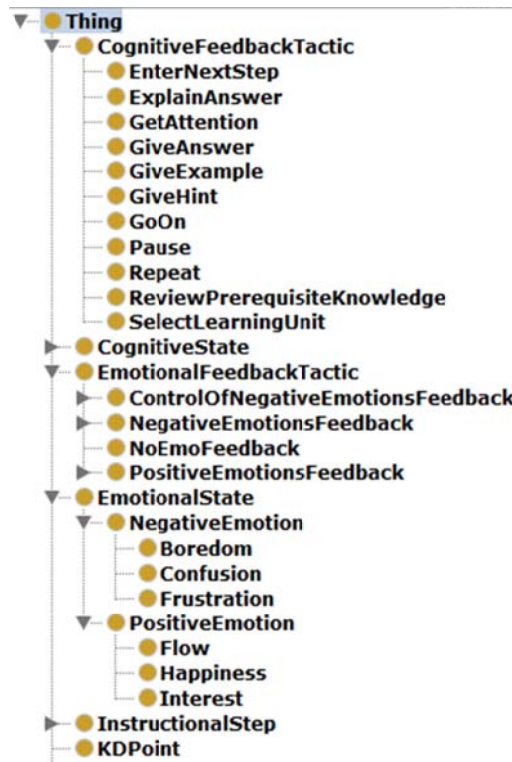 Thing
CognitiveFeedbackTactic
EnterNextStep
ExplainAnswer
GetAttention
GiveAnswer
GiveExample
GiveHint
GoOn
Pause
Repeat
ReviewPrerequisiteKnowledge
SelectLearningUnit
CognitiveState
EmotionalFeedbackTactic
ControlOfNegativeEmotionsFeedback
NegativeEmotionsFeedback
NoEmoFeedback
PositiveEmotionsFeedback
EmotionalState
NegativeEmotion
Boredom
Confusion
Frustration
PositiveEmotion
Flow
Happiness
Interest
InstructionalStep
KDPoint